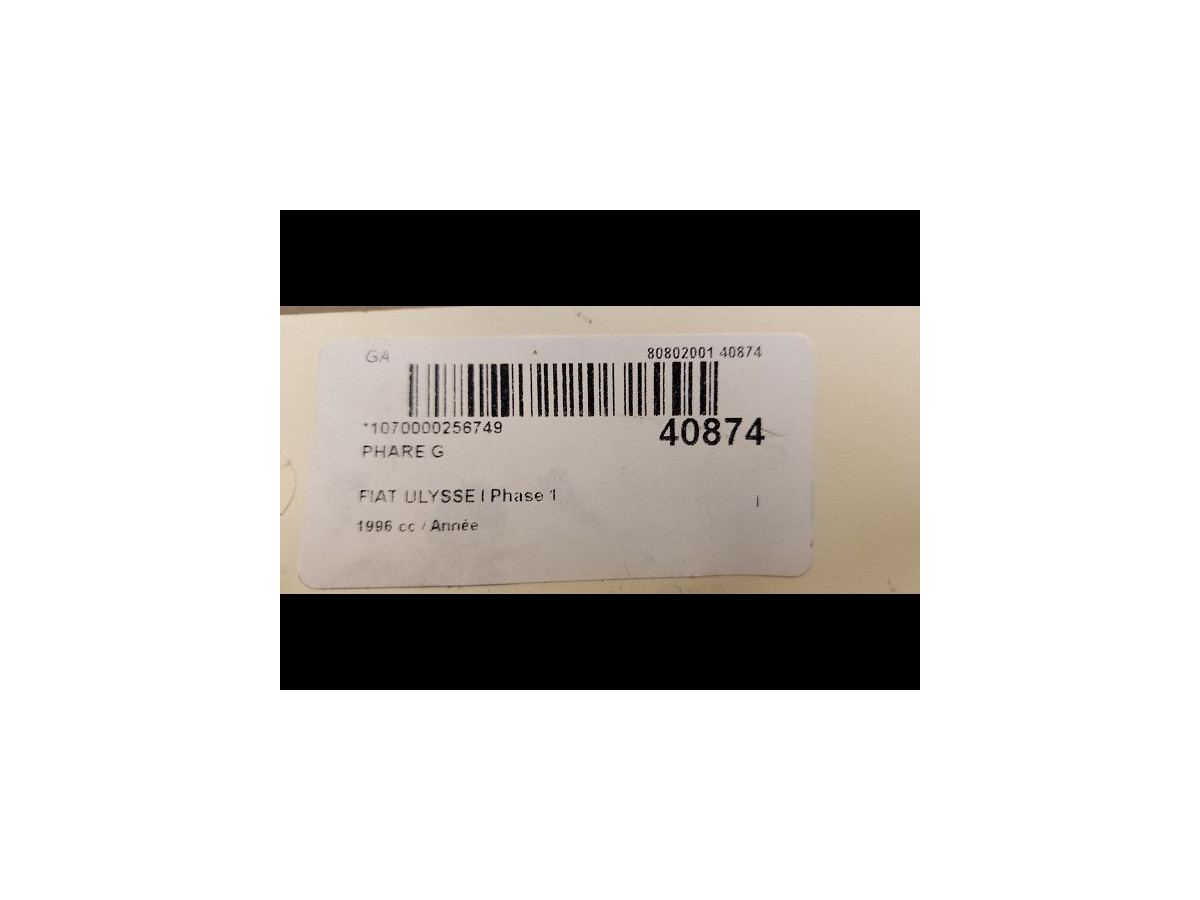 GA 80802001 40874
*1070000256749 40874
PHARE G
FIAT ULYSSE I Phase 1 I
1996 cc / Année